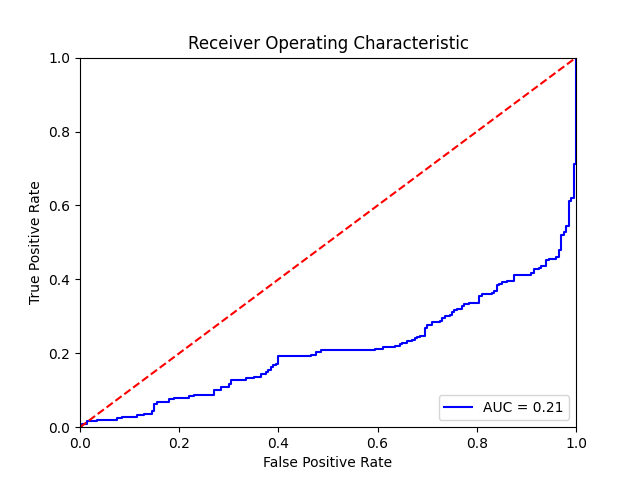 Receiver Operating Characteristic
True Positive Rate
1.0
0.8
0.6
0.4
0.2
0.0
AUC = 0.21
0.0 0.2 0.4 0.6 0.8 1.0
False Positive Rate